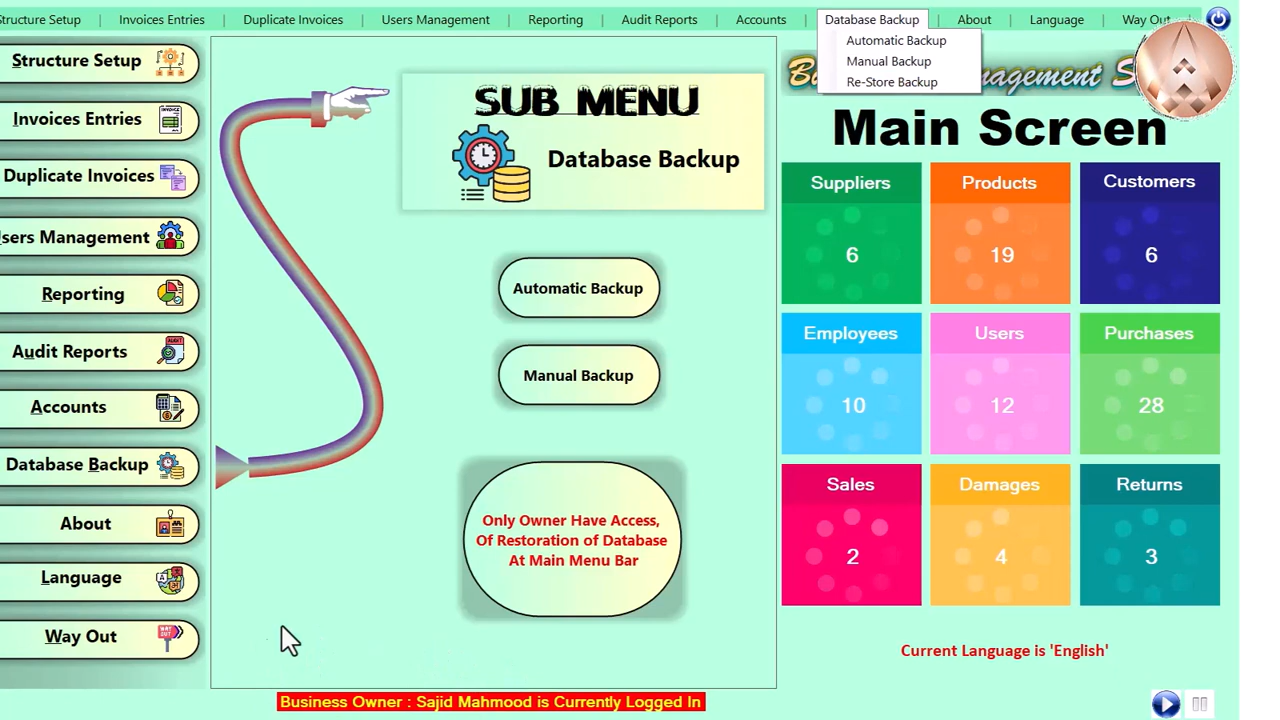 Structure Setup | Invoices Entries | Duplicate Invoices | Users Management | Reporting | Audit Reports | Accounts | Database Backup | About | Language | Way Out
Automatic Backup
Manual Backup
Re-Store Backup
Main Screen
Structure Setup
Invoices Entries
Duplicate Invoices
Users Management
Reporting
Audit Reports
Accounts
Database Backup
About
Language
Way Out
SUB MENU
Database Backup
Automatic Backup
Manual Backup
Only Owner Have Access,
Of Restoration of Database
At Main Menu Bar
Suppliers Products Customers
6 19 6
Employees Users Purchases
10 12 28
Sales Damages Returns
2 4 3
Current Language is 'English'
Business Owner : Sajid Mahmood is Currently Logged In